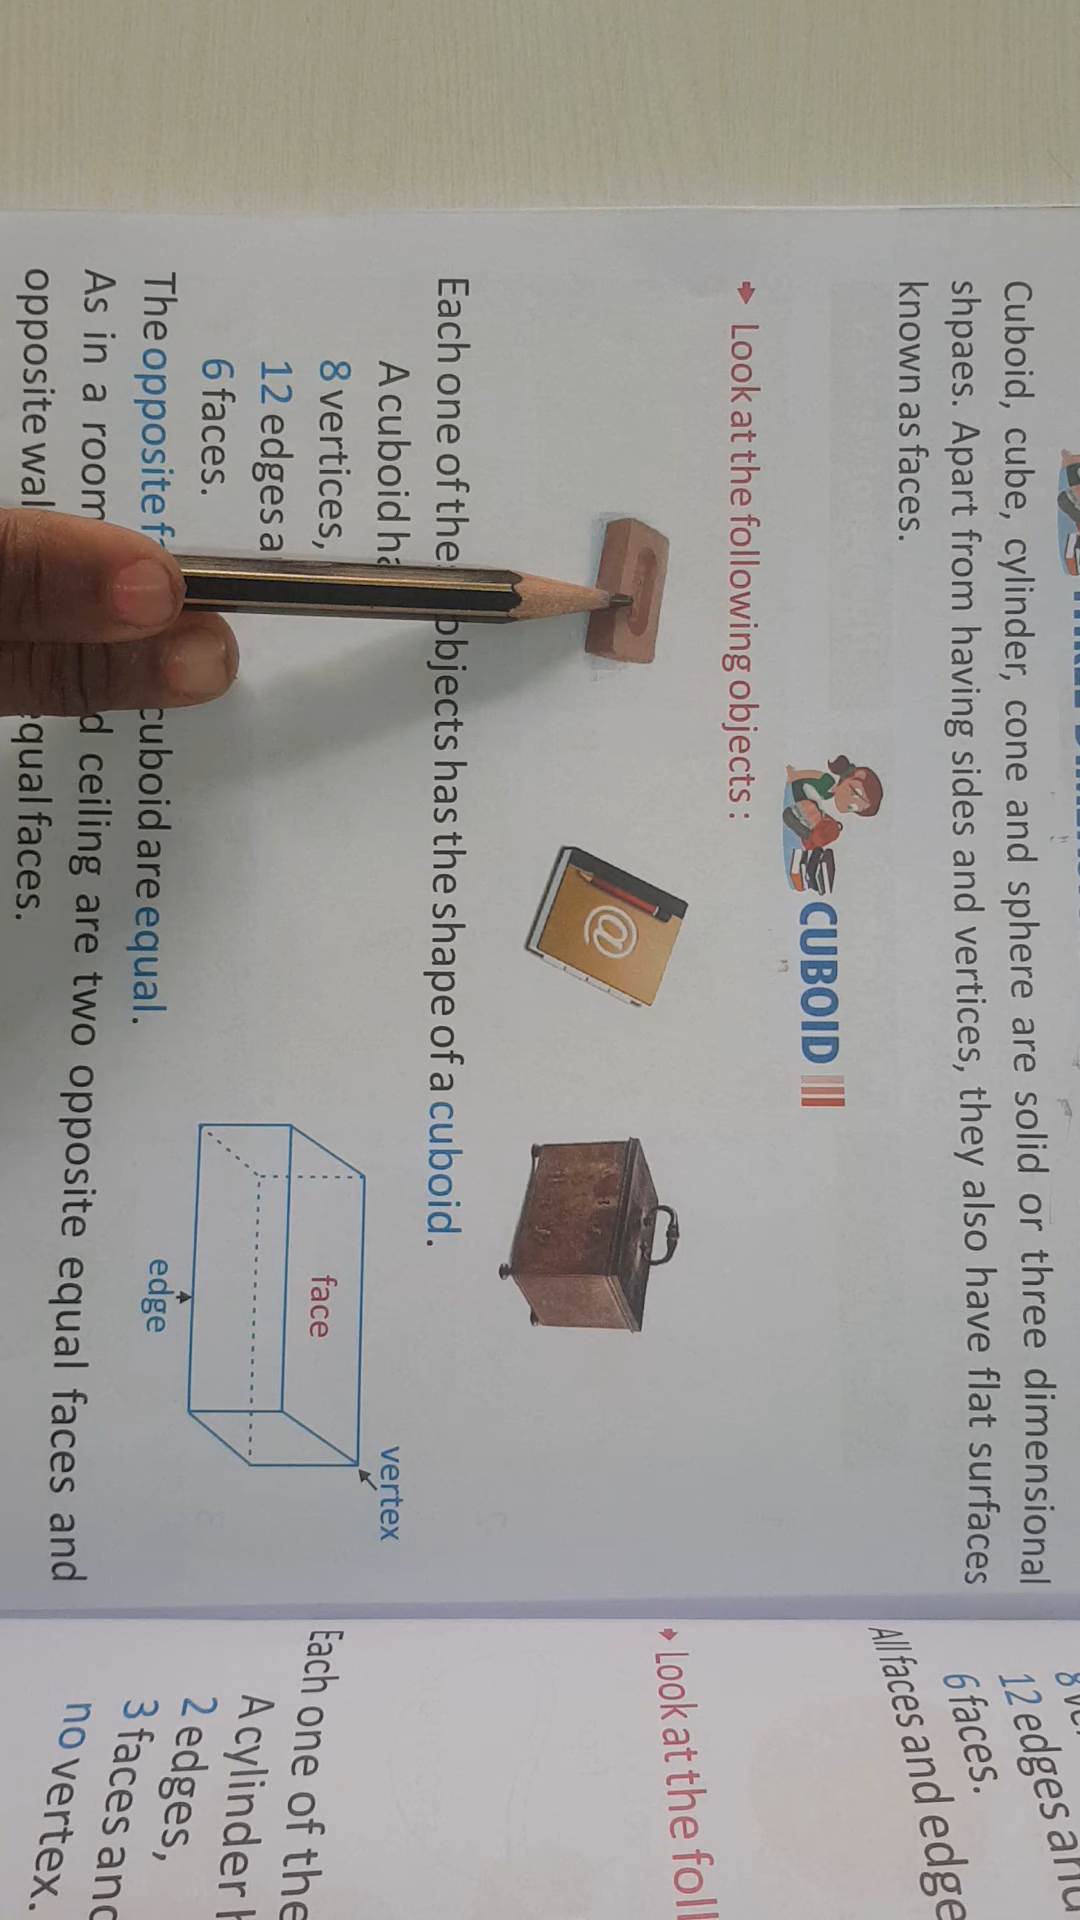 Cuboid, cube, cylinder, cone and sphere are solid or three dimensional
shpaes. Apart from having sides and vertices, they also have flat surfaces
known as faces.
CUBOID
Look at the following objects :
@
Each one of the objects has the shape of a cuboid.
A cuboid
8 vertices,
12 edges
6 faces.
face
vertex
edge
The opposite cuboid are equal.
As in a room ceiling are two opposite equal faces and
opposite equal faces.
12 edges and
6 faces.
All faces and edge
Look at the foll
Each one of the
A cylinder
2 edges,
3 faces and
no vertex.